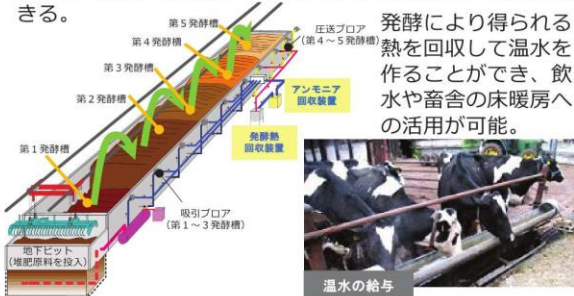 きる。
第5発酵槽
第4発酵槽
第3発酵槽
第2発酵槽
第1発酵槽
圧送ブロア
(第4～5発酵槽)
アンモニア
回収装置
発酵熱
回収装置
吸引ブロア
(第1～3発酵槽)
地下ピット
(堆肥原料を投入)
発酵により得られる
熱を回収して温水を
作ることができ、飲
水や畜舎の床暖房へ
の活用が可能。
温水の給与